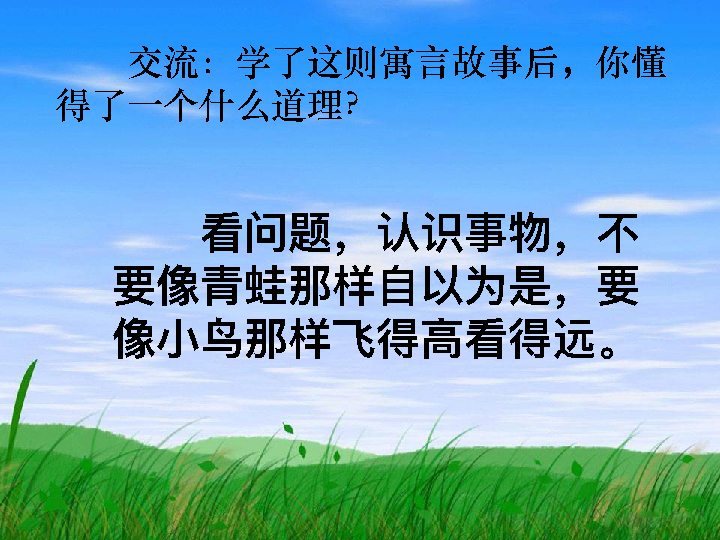 交流：学了这则寓言故事后，你懂
得了一个什么道理?
看问题，认识事物，不
要像青蛙那样自以为是，要
像小鸟那样飞得高看得远。